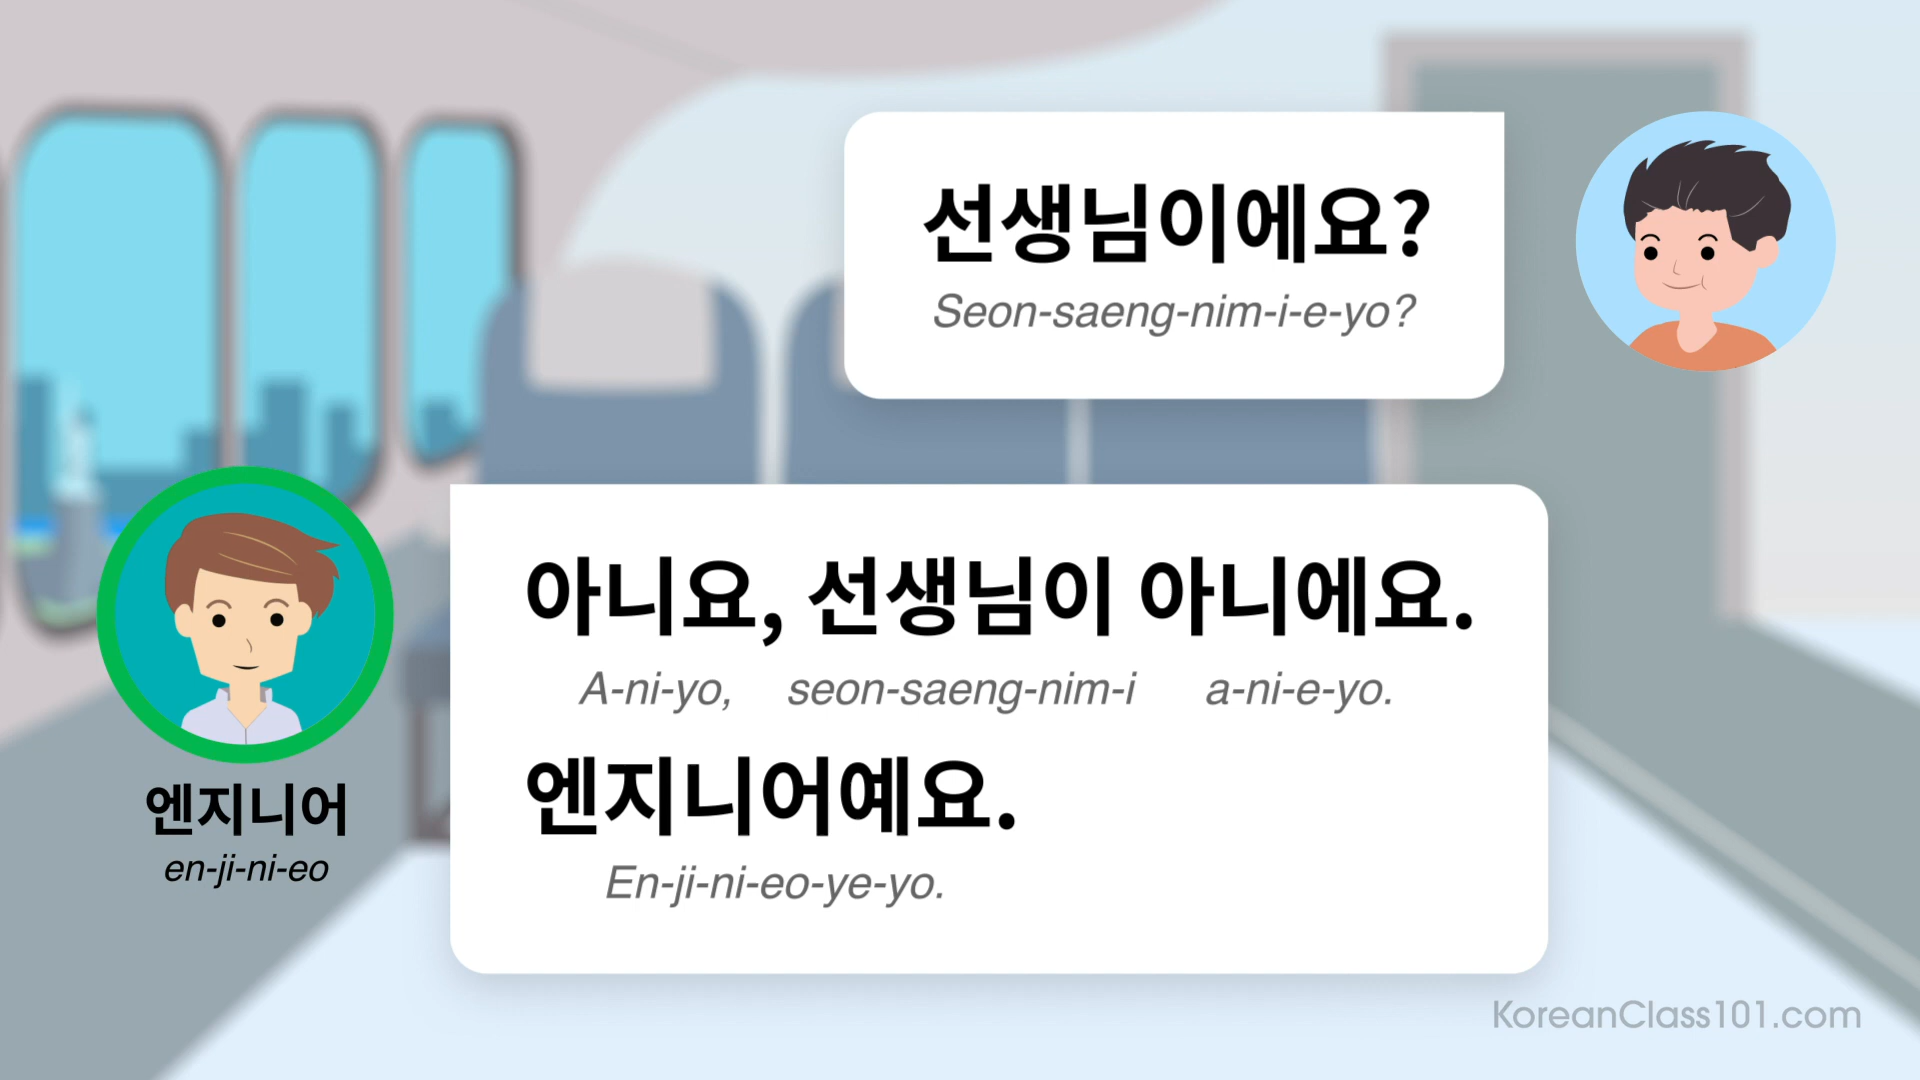 선생님이에요?
Seon-saeng-nim-i-e-yo?
아니요, 선생님이 아니에요.
A-ni-yo, seon-saeng-nim-i a-ni-e-yo.
엔지니어예요.
En-ji-ni-eo-ye-yo.
엔지니어
en-ji-ni-eo
KoreanClass101.com